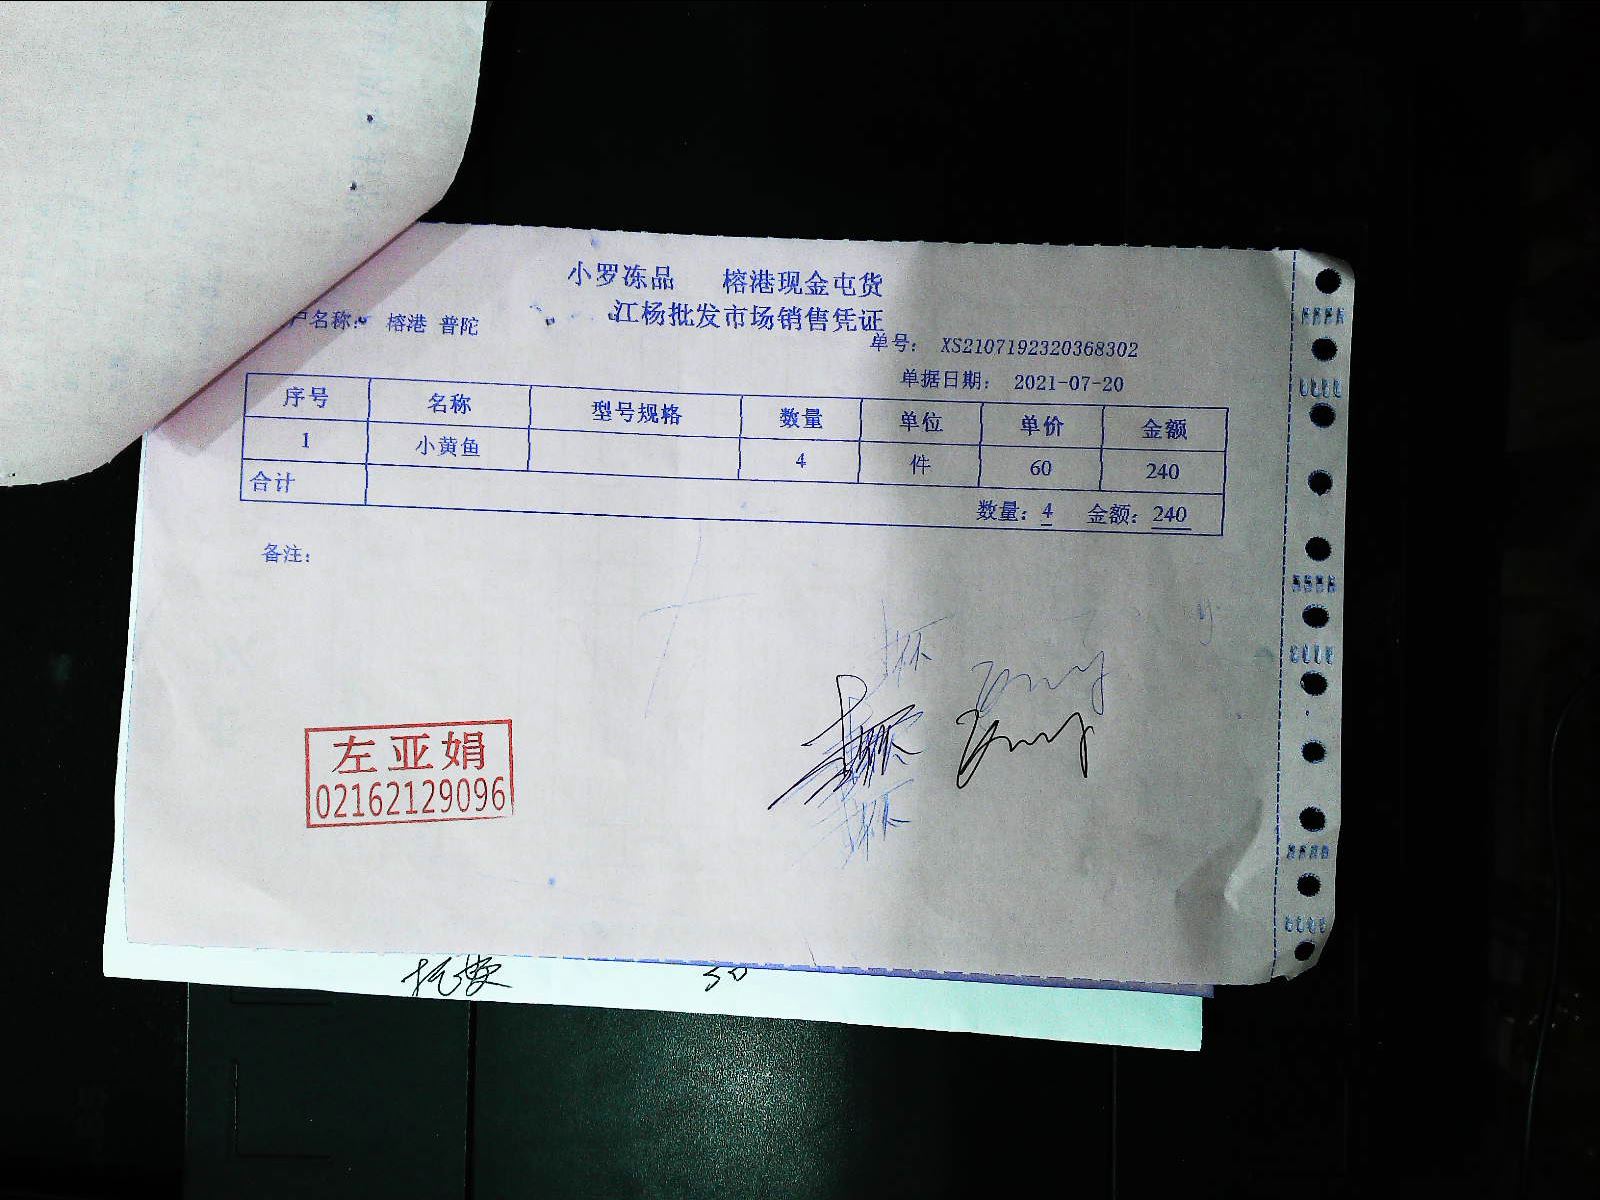 小罗冻品 榕港现金屯货
江杨批发市场销售凭证
户名称: 榕港 普陀
单号: XS2107192320368302
单据日期: 2021-07-20
序号 名称 型号规格 数量 单位 单价 金额
1 小黄鱼 4 件 60 240
合计 数量: 4 金额: 240
备注:
左亚娟
02162129096
50